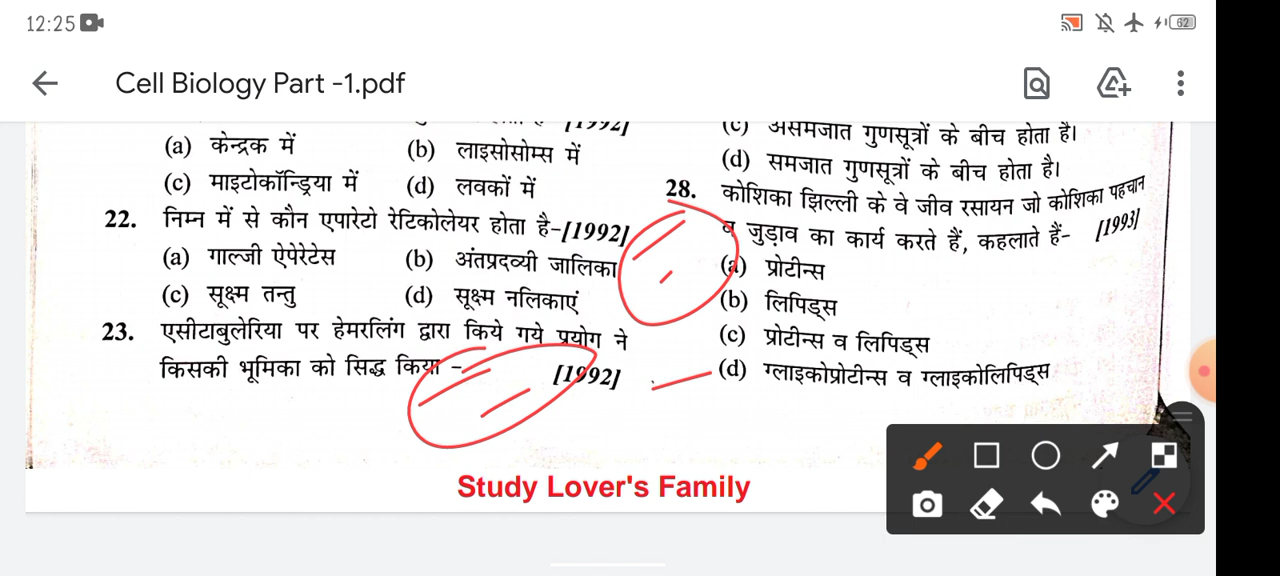 12:25
62
Cell Biology Part -1.pdf
[1992]
(a) केन्द्रक में (b) लाइसोसोम्स में
(c) माइटोकॉन्ड्रिया में (d) लवकों में
22. निम्न में से कौन एपारेटो रेटिकोलेयर होता है-[1992]
(a) गाल्जी ऐपेरेटेस (b) अंतप्रदव्यी जालिका
(c) सूक्ष्म तन्तु (d) सूक्ष्म नलिकाएं
23. एसीटाबुलेरिया पर हेमरलिंग द्वारा किये गये प्रयोग ने
किसकी भूमिका को सिद्ध किया – [1992]
(c) असमजात गुणसूत्रों के बीच होता है।
(d) समजात गुणसूत्रों के बीच होता है।
28. कोशिका झिल्ली के वे जीव रसायन जो कोशिका पहचान
व जुड़ाव का कार्य करते हैं, कहलाते हैं- [1993]
(a) प्रोटीन्स
(b) लिपिड्स
(c) प्रोटीन्स व लिपिड्स
(d) ग्लाइकोप्रोटीन्स व ग्लाइकोलिपिड्स
Study Lover's Family